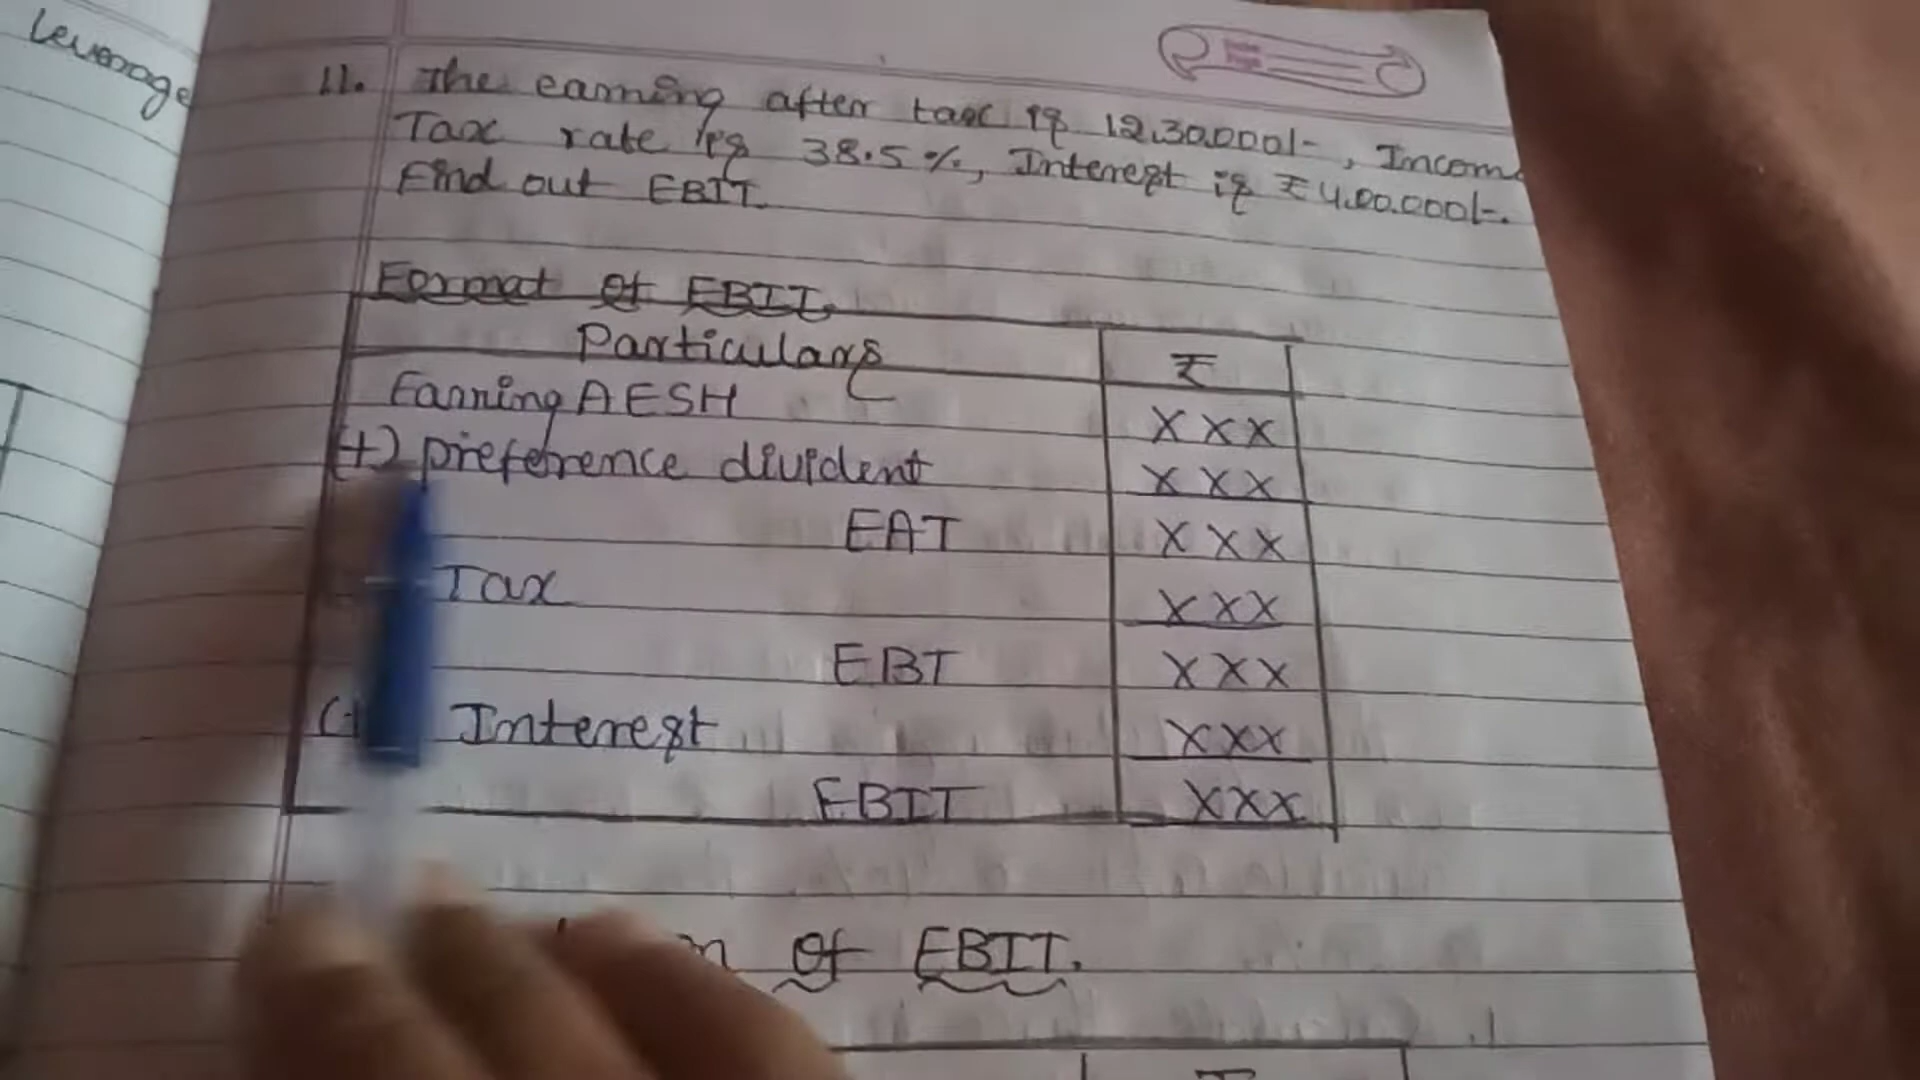 Leverage
11. The earning after tax is 12,30,000/-, Income
Tax rate is 38.5%, Interest is ₹4,00,000/-.
Find out EBIT.
Format of EBIT.
Particulars ₹
Earning AESH XXX
(+) preference divident XXX
EAT XXX
Tax XXX
EBT XXX
Interest XXX
EBIT XXX
of EBIT.